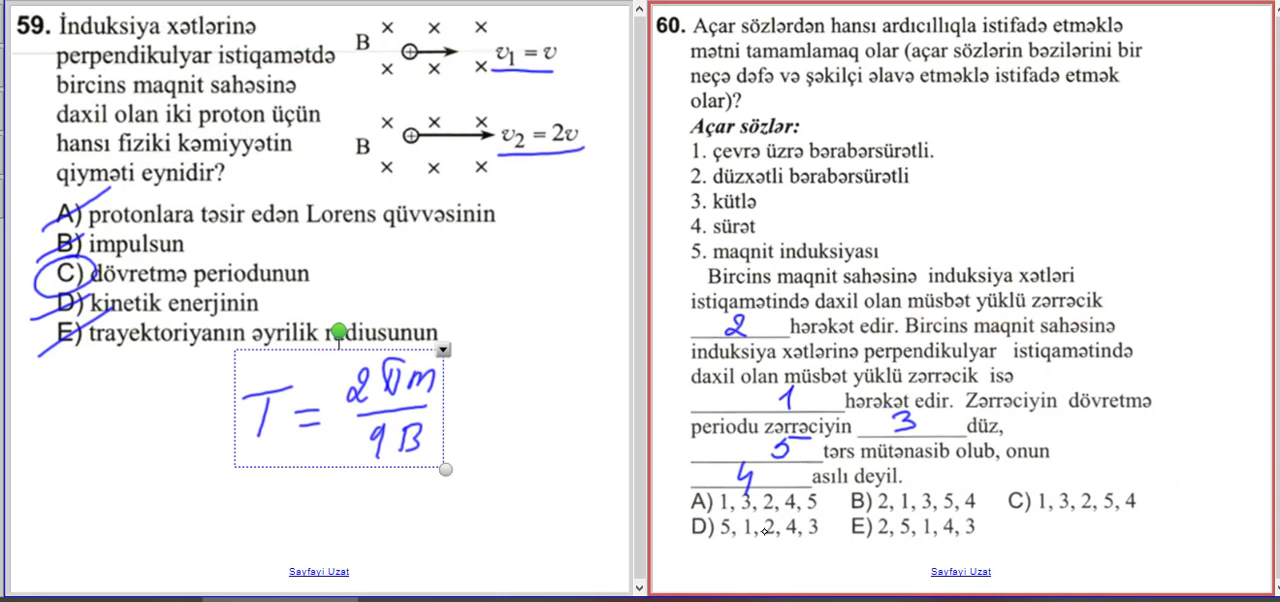 59. İnduksiya xətlərinə
perpendikulyar istiqamətdə
bircins maqnit sahəsinə
daxil olan iki proton üçün
hansı fiziki kəmiyyətin
qiyməti eynidir?
B
v₁ = v
B
v₂ = 2v
A) protonlara təsir edən Lorens qüvvəsinin
B) impulsun
C) dövretmə periodunun
D) kinetik enerjinin
E) trayektoriyanın əyrilik radiusunun
T = 2πm / qB
Sayfayi Uzat
60. Açar sözlərdən hansı ardıcıllıqla istifadə etməklə
mətni tamamlamaq olar (açar sözlərin bəzilərini bir
neçə dəfə və şəkilçi əlavə etməklə istifadə etmək
olar)?
Açar sözlər:
1. çevrə üzrə bərabərsürətli.
2. düzxətli bərabərsürətli
3. kütlə
4. sürət
5. maqnit induksiyası
Bircins maqnit sahəsinə induksiya xətləri
istiqamətində daxil olan müsbət yüklü zərrəcik
2 hərəkət edir. Bircins maqnit sahəsinə
induksiya xətlərinə perpendikulyar istiqamətində
daxil olan müsbət yüklü zərrəcik isə
1 hərəkət edir. Zərrəciyin dövretmə
periodu zərrəciyin 3 düz,
5 tərs mütənasib olub, onun
4 asılı deyil.
A) 1, 3, 2, 4, 5 B) 2, 1, 3, 5, 4 C) 1, 3, 2, 5, 4
D) 5, 1, 2, 4, 3 E) 2, 5, 1, 4, 3
Sayfayi Uzat